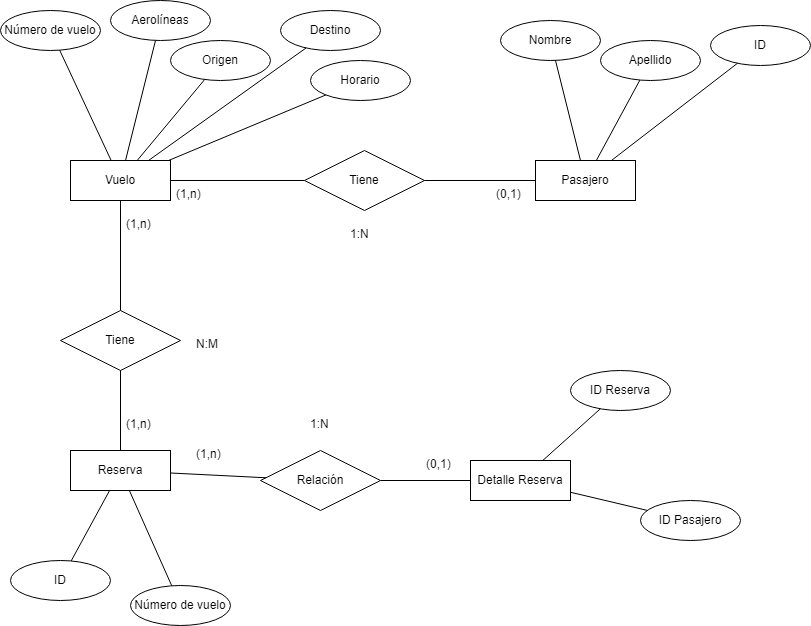 Número de vuelo
Aerolíneas
Origen
Destino
Horario
Nombre
Apellido
ID
Vuelo
(1,n)
Tiene
1:N
(0,1)
Pasajero
(1,n)
Tiene
N:M
(1,n)
Reserva
(1,n)
1:N
Relación
(0,1)
Detalle Reserva
ID Reserva
ID Pasajero
ID
Número de vuelo